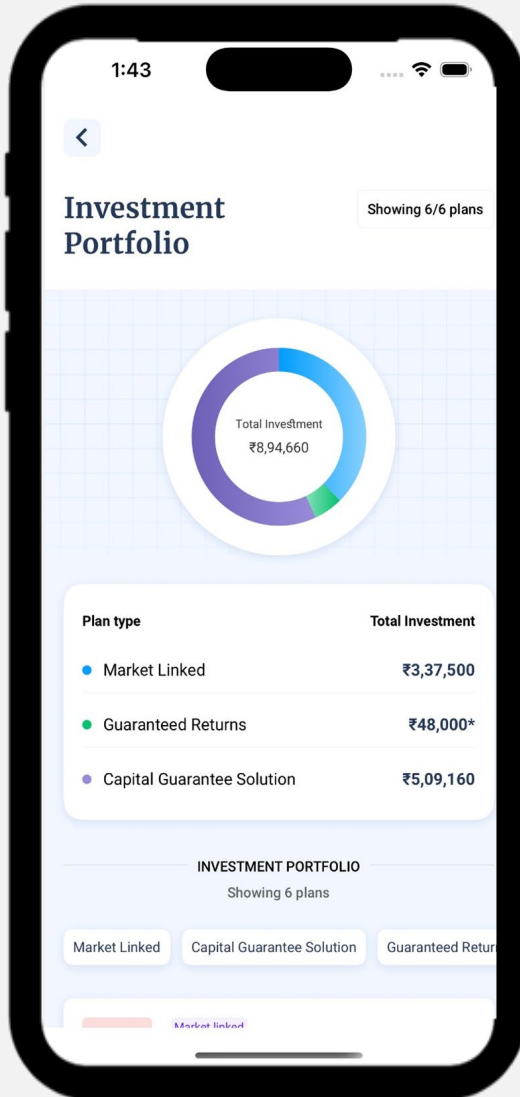 1:43
Investment
Portfolio
Showing 6/6 plans
Total Investment
₹8,94,660
Plan type Total Investment
Market Linked ₹3,37,500
Guaranteed Returns ₹48,000*
Capital Guarantee Solution ₹5,09,160
INVESTMENT PORTFOLIO
Showing 6 plans
Market Linked Capital Guarantee Solution Guaranteed Retur
Market linked